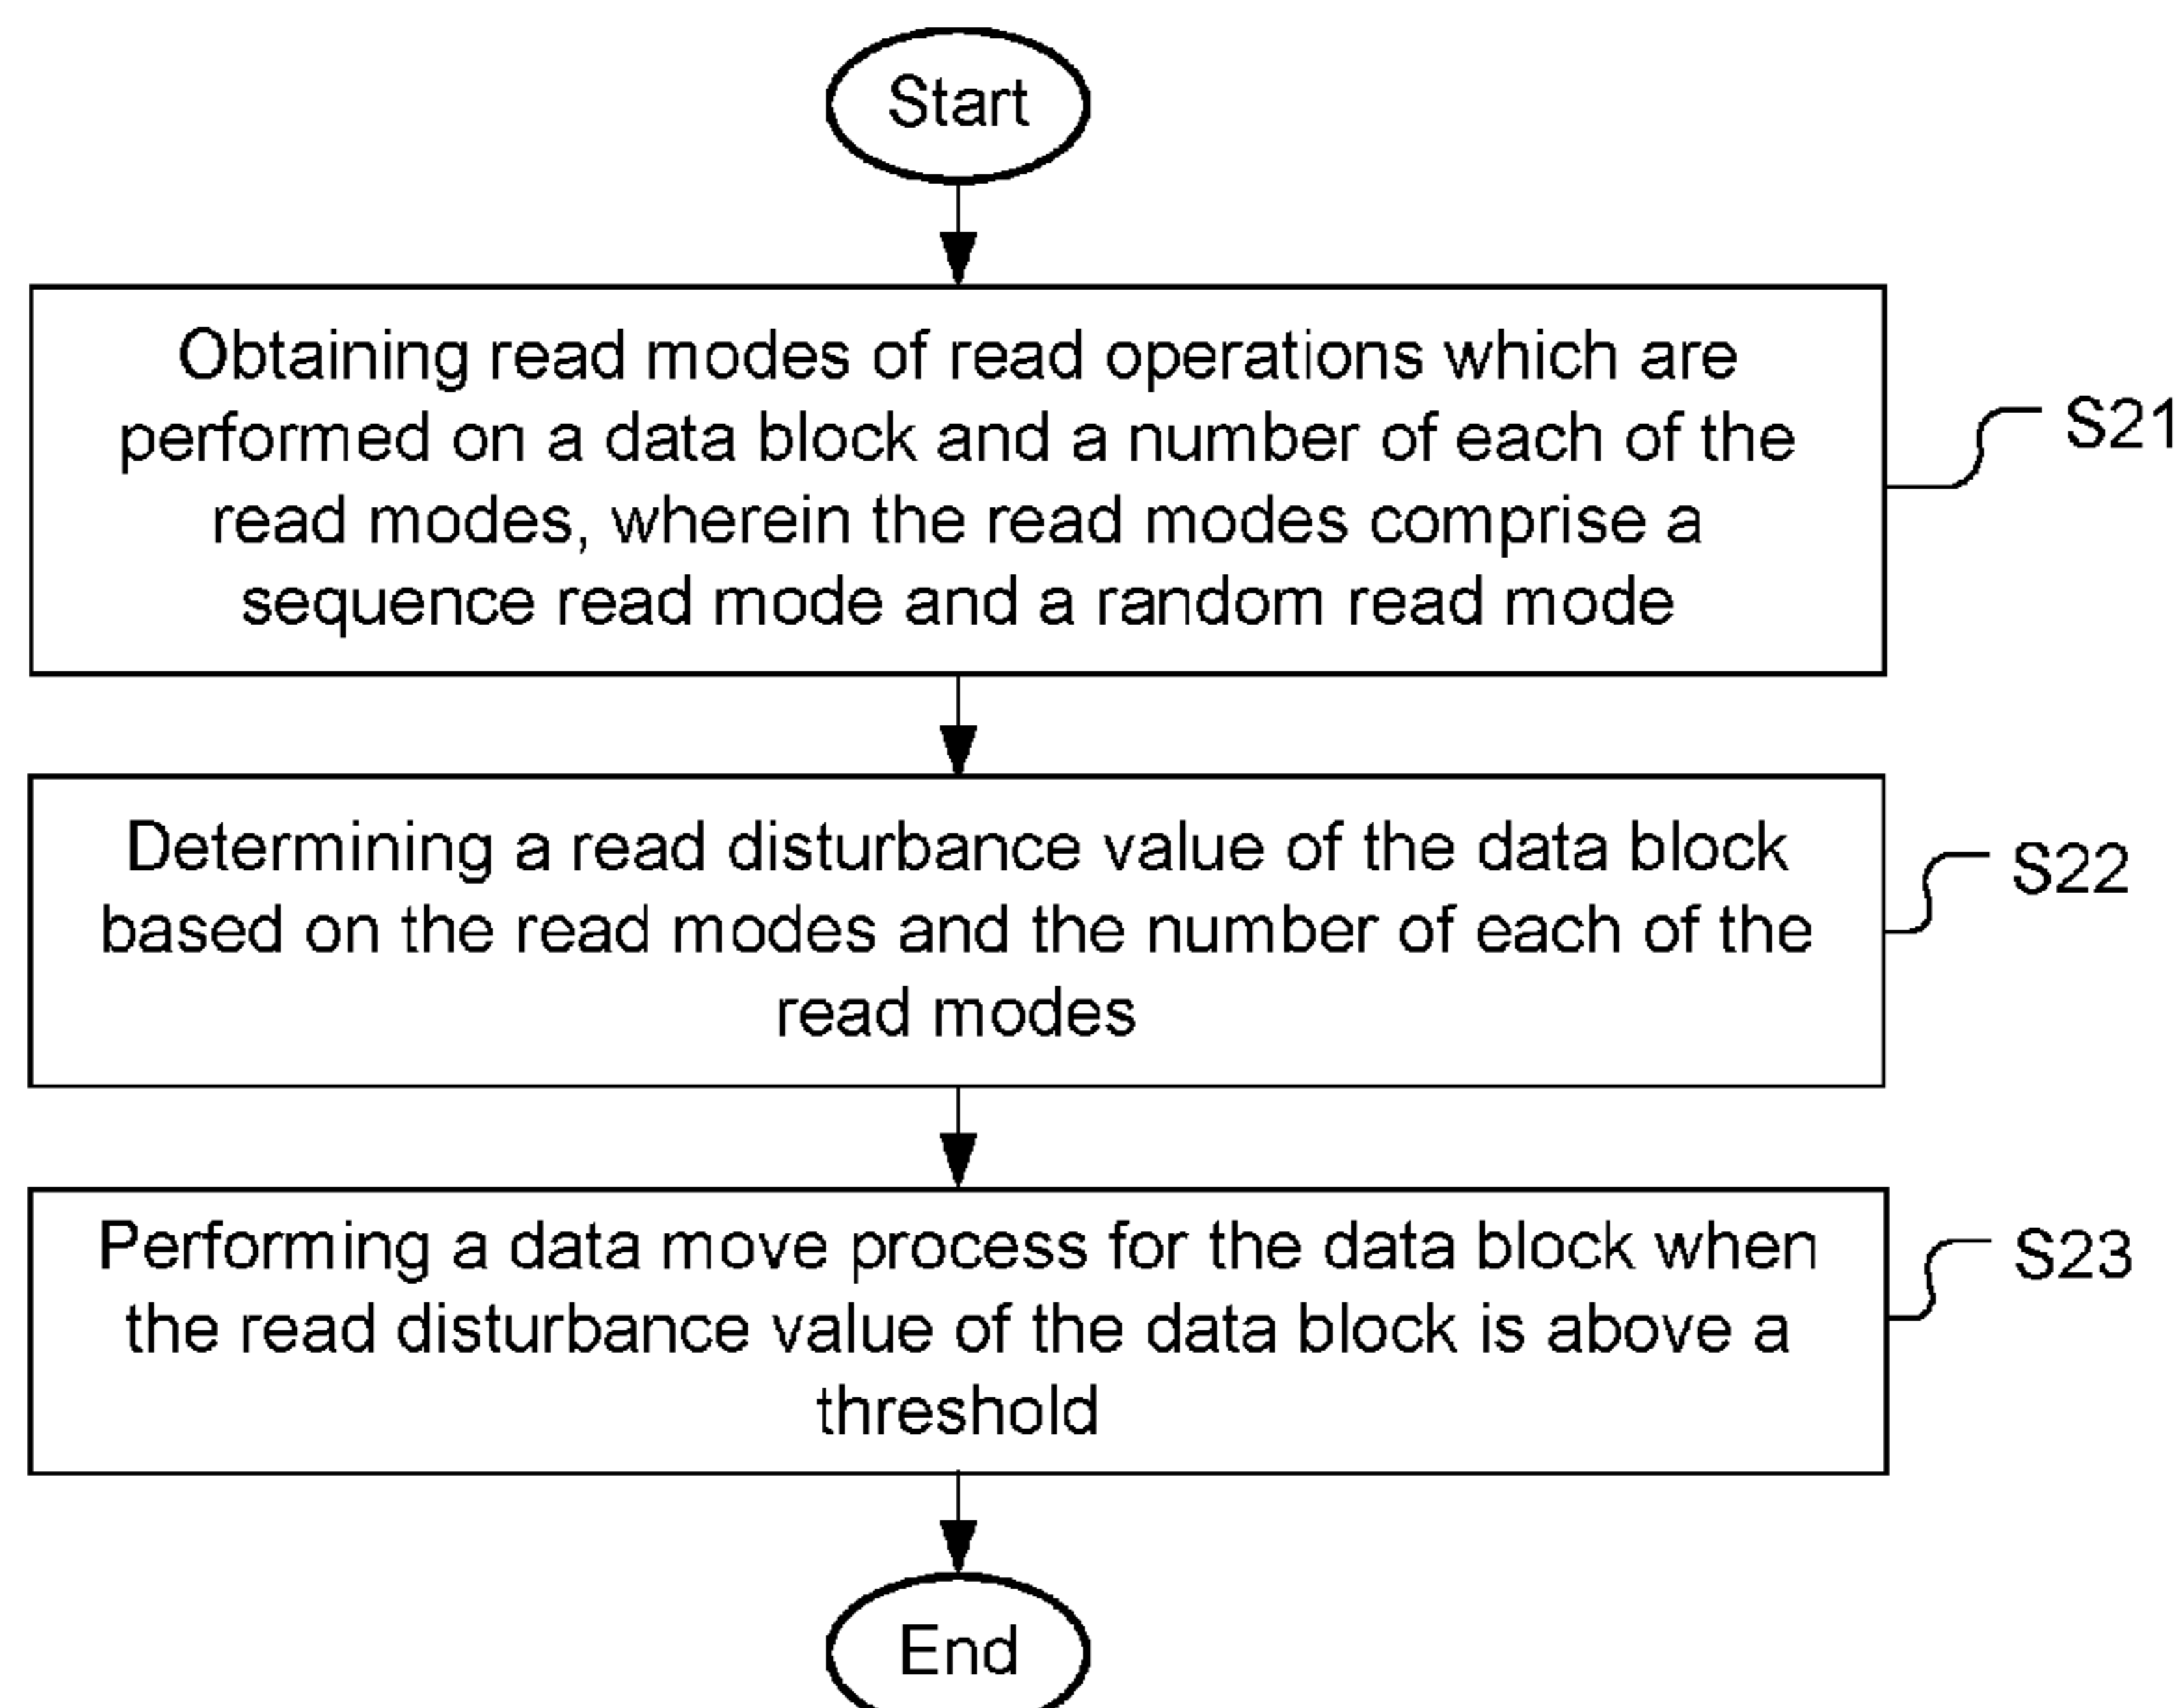 Start
Obtaining read modes of read operations which are
performed on a data block and a number of each of the
read modes, wherein the read modes comprise a
sequence read mode and a random read mode
S21
Determining a read disturbance value of the data block
based on the read modes and the number of each of the
read modes
S22
Performing a data move process for the data block when
the read disturbance value of the data block is above a
threshold
S23
End